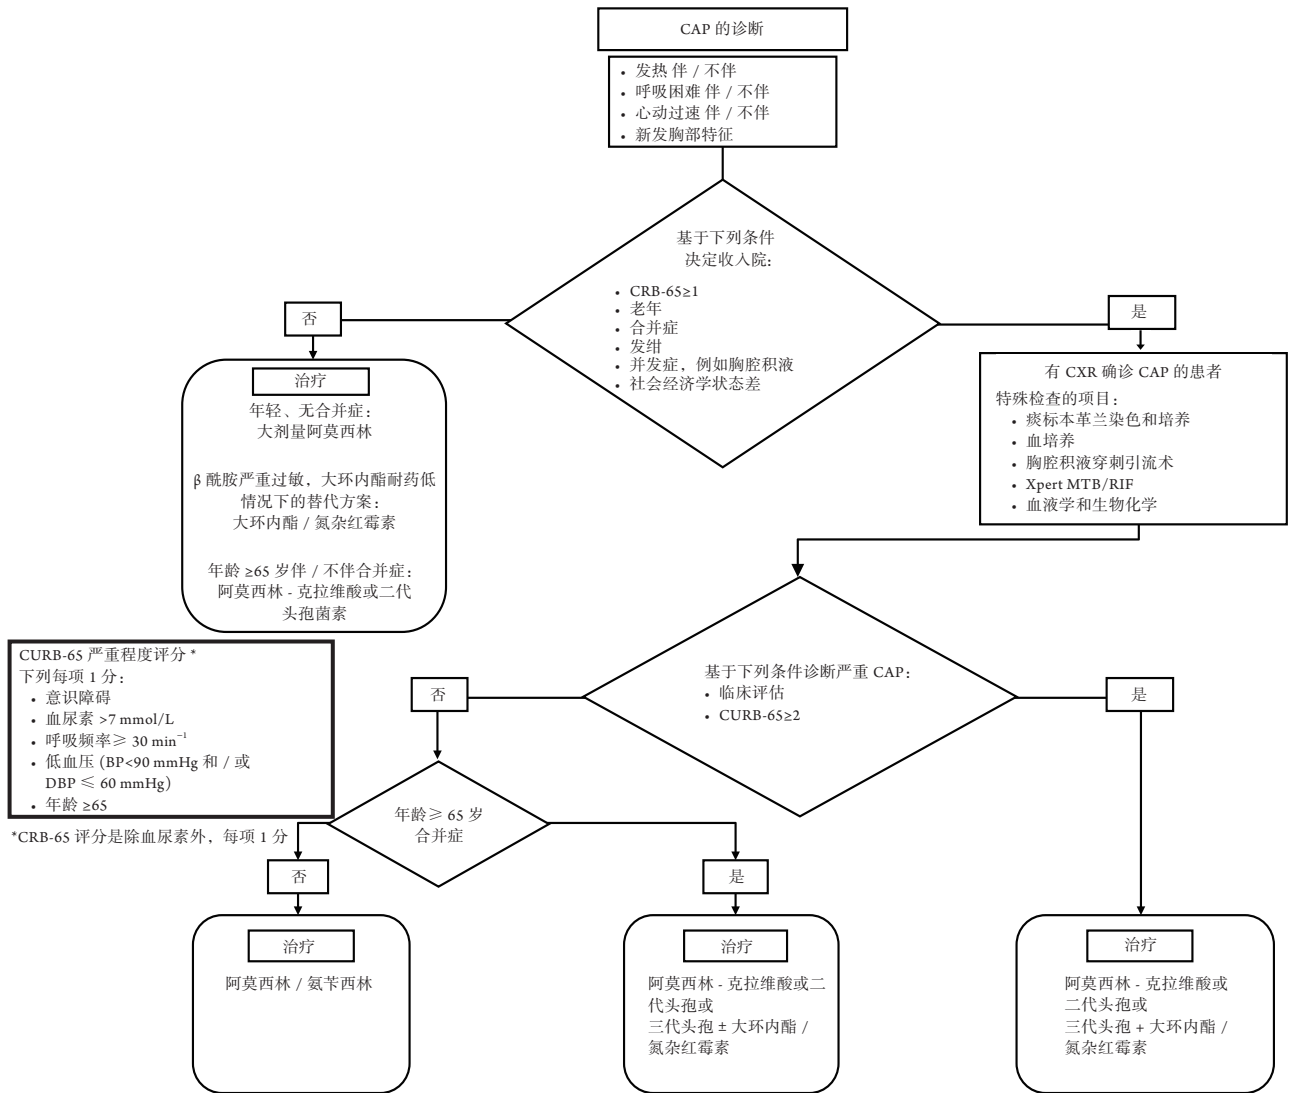 CAP 的诊断
• 发热 伴 / 不伴
• 呼吸困难 伴 / 不伴
• 心动过速 伴 / 不伴
• 新发胸部特征
基于下列条件
决定收入院：
• CRB-65≥1
• 老年
• 合并症
• 发绀
• 并发症，例如胸腔积液
• 社会经济学状态差
否
是
治疗
年轻、无合并症：
大剂量阿莫西林
β 酰胺严重过敏，大环内酯耐药低
情况下的替代方案：
大环内酯 / 氮杂红霉素
年龄 ≥65 岁伴 / 不伴合并症：
阿莫西林 - 克拉维酸或二代
头孢菌素
有 CXR 确诊 CAP 的患者
特殊检查的项目：
• 痰标本革兰染色和培养
• 血培养
• 胸腔积液穿刺引流术
• Xpert MTB/RIF
• 血液学和生物化学
CURB-65 严重程度评分 *
下列每项 1 分：
• 意识障碍
• 血尿素 >7 mmol/L
• 呼吸频率≥ 30 min⁻¹
• 低血压 (BP<90 mmHg 和 / 或
DBP ≤ 60 mmHg)
• 年龄 ≥65
*CRB-65 评分是除血尿素外，每项 1 分
基于下列条件诊断严重 CAP：
• 临床评估
• CURB-65≥2
否
是
年龄≥ 65 岁
合并症
否
是
治疗
阿莫西林 / 氨苄西林
治疗
阿莫西林 - 克拉维酸或二
代头孢或
三代头孢 ± 大环内酯 /
氮杂红霉素
治疗
阿莫西林 - 克拉维酸或
二代头孢或
三代头孢 + 大环内酯 /
氮杂红霉素